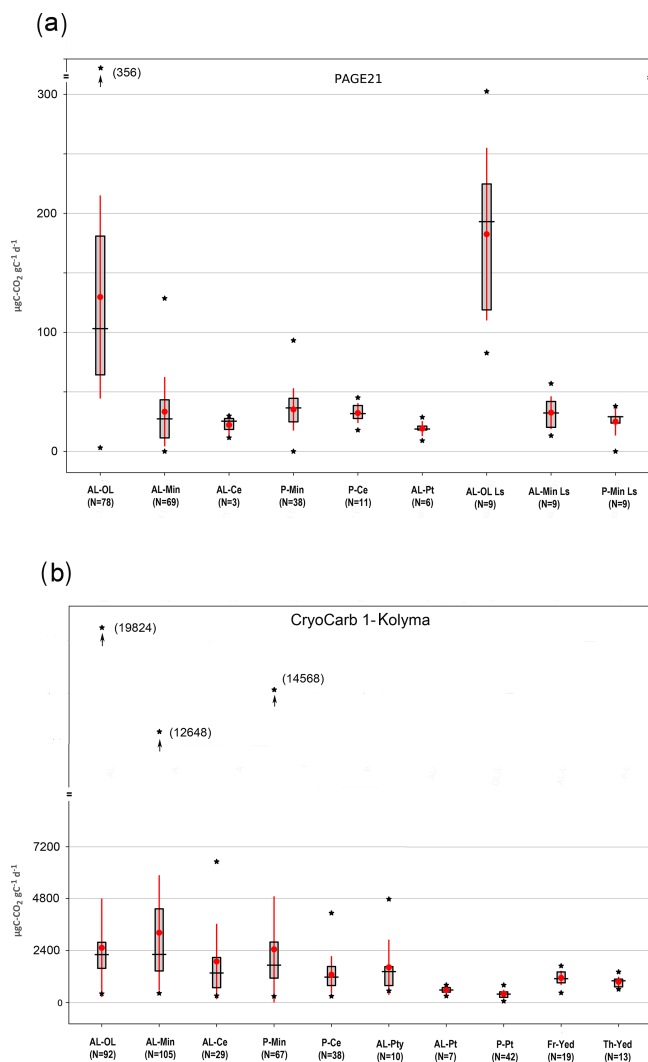 (a)
(356)
PAGE21
300
200
100
0
µgC-CO₂ gC⁻¹ d⁻¹
AL-OL AL-Min AL-Ce P-Min P-Ce AL-Pt AL-OL Ls AL-Min Ls P-Min Ls
(N=78) (N=69) (N=3) (N=38) (N=11) (N=6) (N=9) (N=9) (N=9)
(b)
CryoCarb 1-Kolyma
(19824)
(14568)
(12648)
7200
4800
2400
0
µgC-CO₂ gC⁻¹ d⁻¹
AL-OL AL-Min AL-Ce P-Min P-Ce AL-Pty AL-Pt P-Pt Fr-Yed Th-Yed
(N=92) (N=105) (N=29) (N=67) (N=38) (N=10) (N=7) (N=42) (N=19) (N=13)